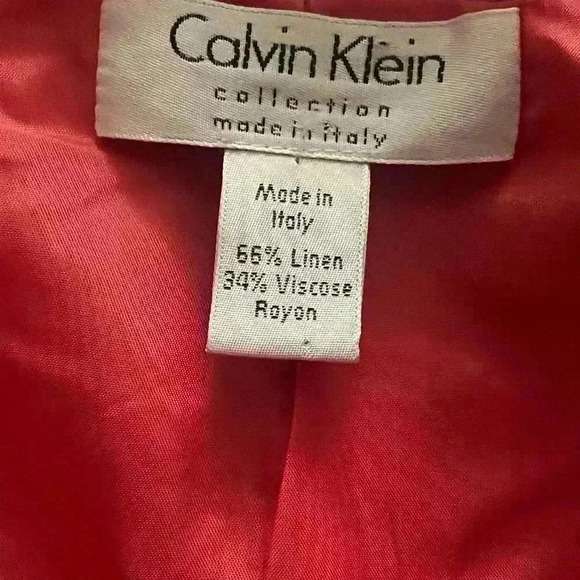 Calvin Klein
collection
made in italy
Made in
Italy
66% Linen
34% Viscose
Rayon